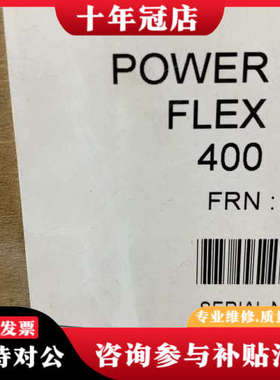 十年冠店
POWER
FLEX
400
FRN :
发票
专业维修,质
待对公
咨询参与补贴